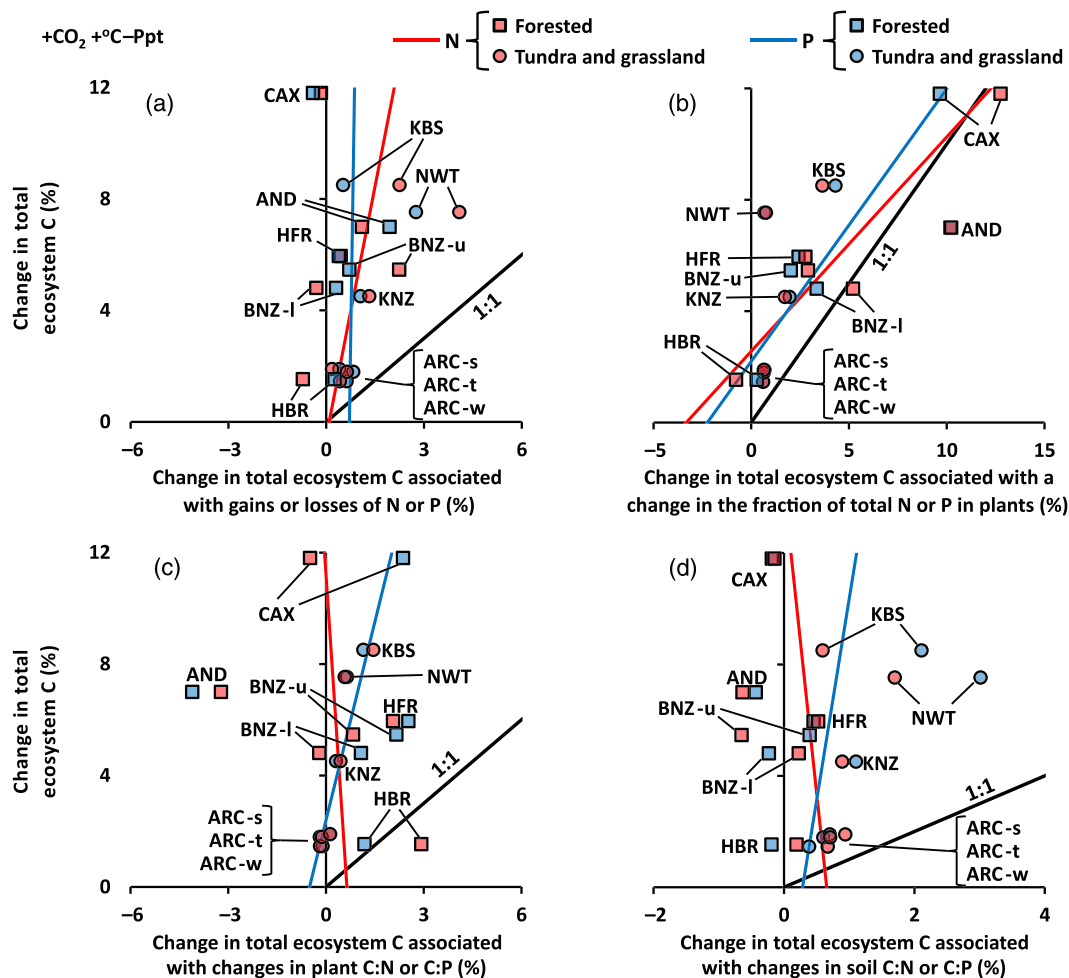 +CO2 +ºC–Ppt
N
Forested
Tundra and grassland
P
Forested
Tundra and grassland
(a)
Change in total
ecosystem C (%)
12
8
4
0
CAX
KBS
NWT
AND
HFR
BNZ-u
BNZ-l
KNZ
1:1
HBR
ARC-s
ARC-t
ARC-w
–6
–3
0
3
6
Change in total ecosystem C associated
with gains or losses of N or P (%)
(b)
CAX
KBS
NWT
AND
HFR
1:1
BNZ-u
KNZ
BNZ-l
HBR
ARC-s
ARC-t
ARC-w
–5
0
5
10
15
Change in total ecosystem C associated with a
change in the fraction of total N or P in plants (%)
(c)
Change in total
ecosystem C (%)
12
8
4
0
CAX
KBS
AND
NWT
BNZ-u
HFR
BNZ-l
KNZ
1:1
HBR
ARC-s
ARC-t
ARC-w
–6
–3
0
3
6
Change in total ecosystem C associated
with changes in plant C:N or C:P (%)
(d)
CAX
KBS
AND
NWT
BNZ-u
HFR
KNZ
BNZ-l
1:1
HBR
ARC-s
ARC-t
ARC-w
–2
0
2
4
Change in total ecosystem C associated
with changes in soil C:N or C:P (%)